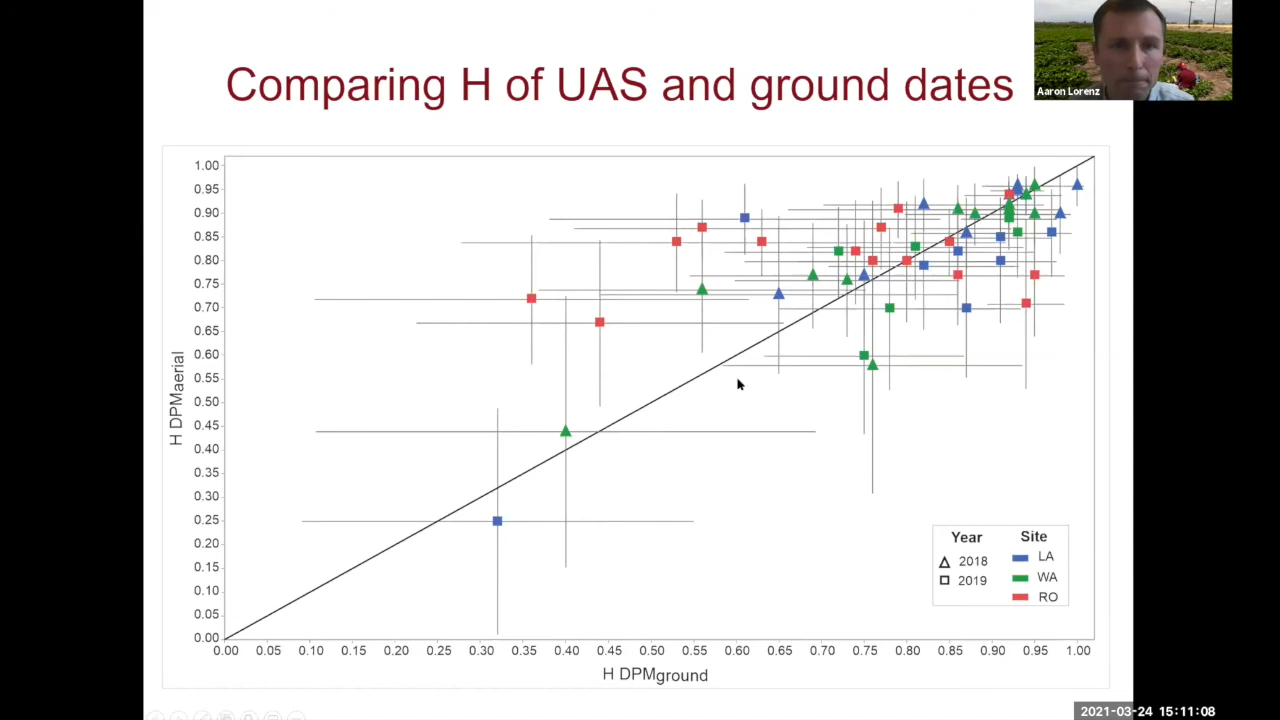 Comparing H of UAS and ground dates
Aaron Lorenz
H DPMaerial
1.00
0.95
0.90
0.85
0.80
0.75
0.70
0.65
0.60
0.55
0.50
0.45
0.40
0.35
0.30
0.25
0.20
0.15
0.10
0.05
0.00
Year Site
2018 LA
2019 WA
RO
0.00 0.05 0.10 0.15 0.20 0.25 0.30 0.35 0.40 0.45 0.50 0.55 0.60 0.65 0.70 0.75 0.80 0.85 0.90 0.95 1.00
H DPMground
2021-03-24 15:11:08